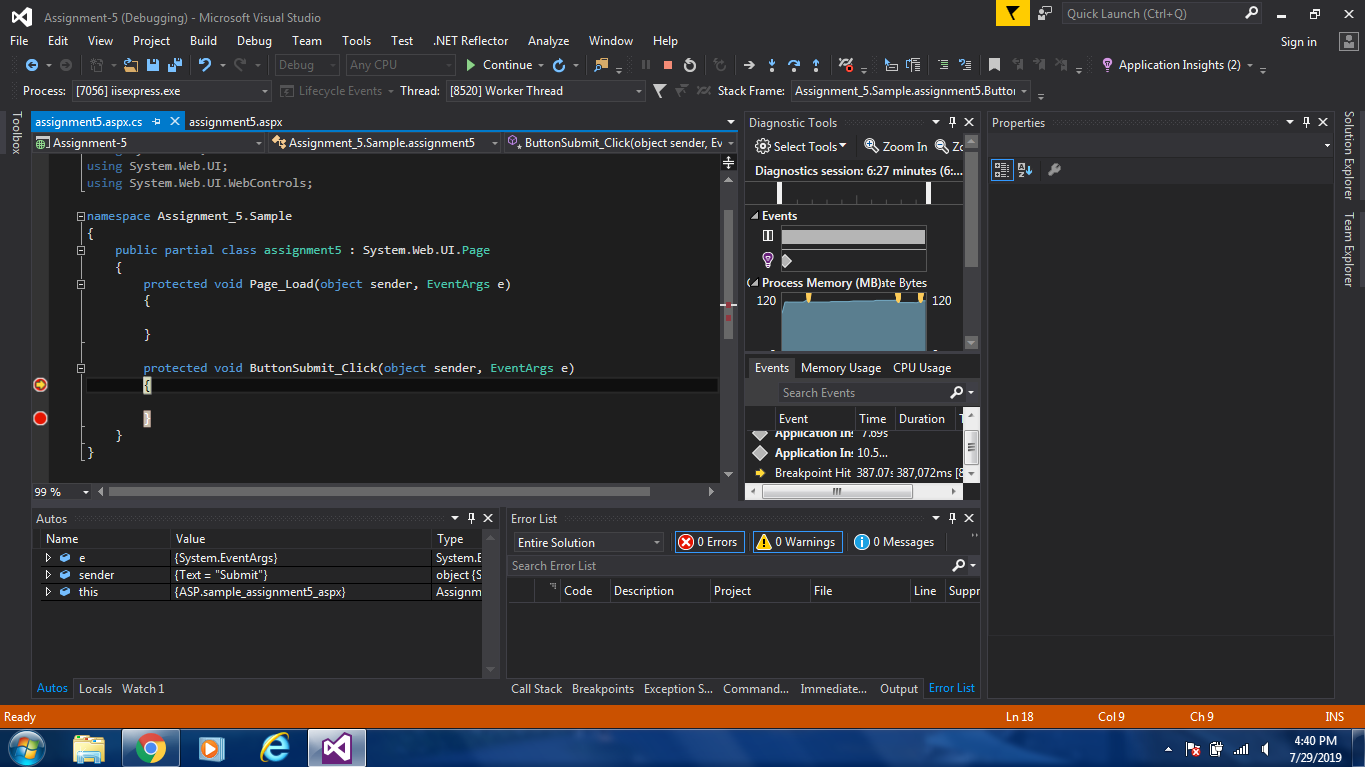 Assignment-5 (Debugging) - Microsoft Visual Studio
Quick Launch (Ctrl+Q)
File Edit View Project Build Debug Team Tools Test .NET Reflector Analyze Window Help
Sign in
Debug Any CPU Continue Application Insights (2)
Process: [7056] iisexpress.exe Lifecycle Events Thread: [8520] Worker Thread Stack Frame: Assignment_5.Sample.assignment5.Buttor
Toolbox
assignment5.aspx.cs assignment5.aspx
Assignment-5 Assignment_5.Sample.assignment5 ButtonSubmit_Click(object sender, Ev
using System.Web.UI;
using System.Web.UI.WebControls;
namespace Assignment_5.Sample
{
public partial class assignment5 : System.Web.UI.Page
{
protected void Page_Load(object sender, EventArgs e)
{
}
protected void ButtonSubmit_Click(object sender, EventArgs e)
{
}
}
}
99 %
Diagnostic Tools
Select Tools Zoom In Zo
Diagnostics session: 6:27 minutes (6:...
Events
Process Memory (MB) ate Bytes
120 120
Events Memory Usage CPU Usage
Search Events
Event Time Duration
Application Ins 7.69s
Application Ins 10.5...
Breakpoint Hit 387.07s 387,072ms [8
Properties
Solution Explorer
Team Explorer
Autos
Name Value Type
e {System.EventArgs} System.E
sender {Text = "Submit"} object {S
this {ASP.sample_assignment5_aspx} Assignm
Autos Locals Watch 1
Error List
Entire Solution 0 Errors 0 Warnings 0 Messages
Search Error List
Code Description Project File Line Suppr
Call Stack Breakpoints Exception S... Command... Immediate... Output Error List
Ready Ln 18 Col 9 Ch 9 INS
4:40 PM
7/29/2019